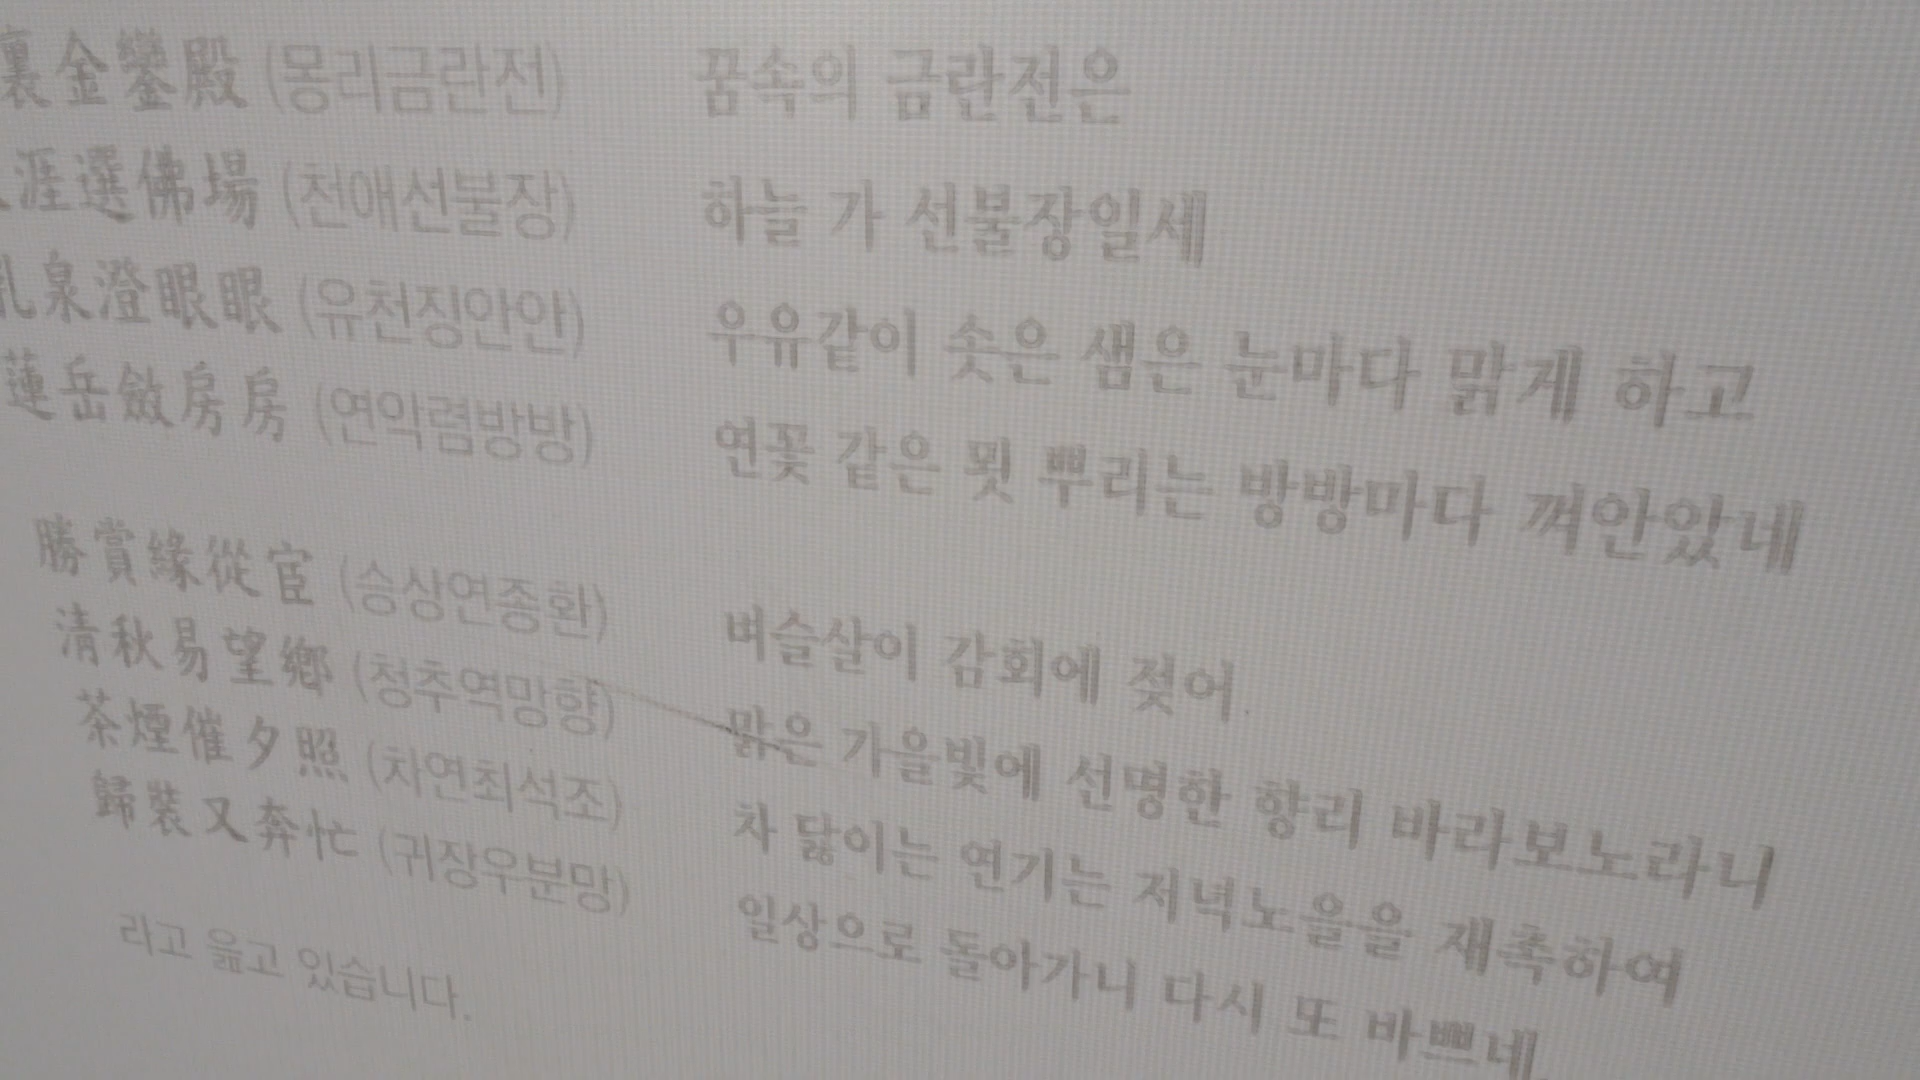 裏金鑾殿 (몽리금란전) 꿈속의 금란전은
涯選佛場 (천애선불장) 하늘 가 선불장일세
乳泉澄眼眼 (유천징안안) 우유같이 솟은 샘은 눈마다 맑게 하고
蓮岳斂房房 (연악렴방방) 연꽃 같은 묏 뿌리는 방방마다 껴안았네
勝賞緣從宦 (승상연종환) 벼슬살이 감회에 젖어
清秋易望鄉 (청추역망향) 맑은 가을빛에 선명한 향리 바라보노라니
茶煙催夕照 (차연최석조) 차 닳이는 연기는 저녁노을을 재촉하여
歸裝又奔忙 (귀장우분망) 일상으로 돌아가니 다시 또 바쁘네
리고 읊고 있습니다.